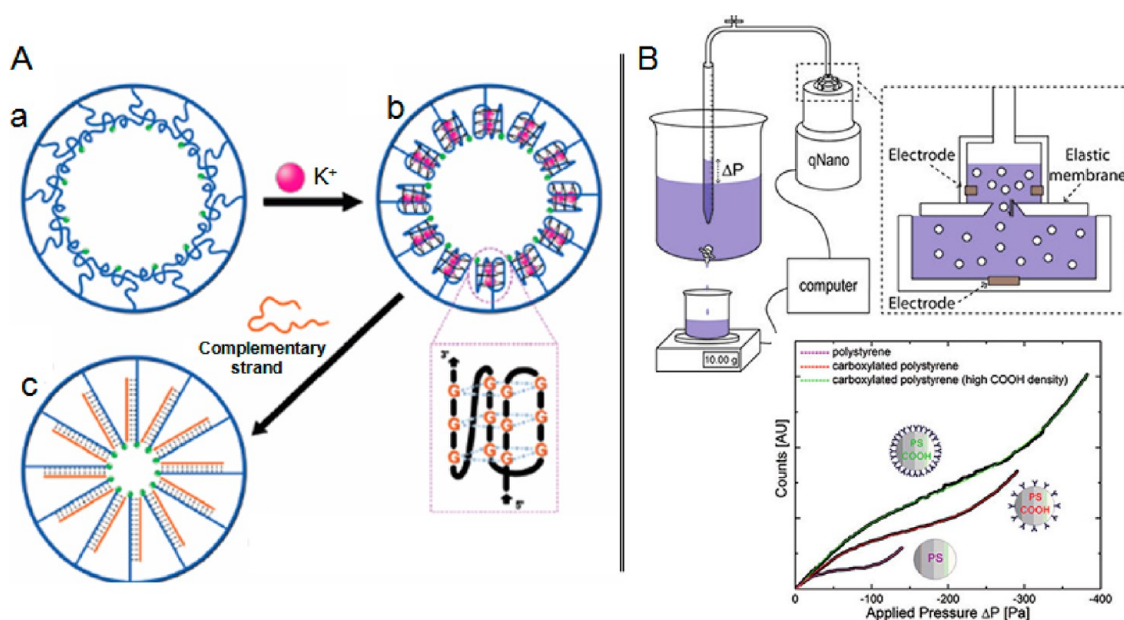 A
a
b
K+
Complementary
strand
c
3'
G G G
G
G G G
G
G G G
G
5'
B
ΔP
qNano
computer
10.00 g
Electrode
Elastic
membrane
Electrode
polystyrene
carboxylated polystyrene
carboxylated polystyrene (high COOH density)
Counts [AU]
PS
COOH
PS
COOH
PS
0
-100
-200
-300
-400
Applied Pressure ΔP [Pa]